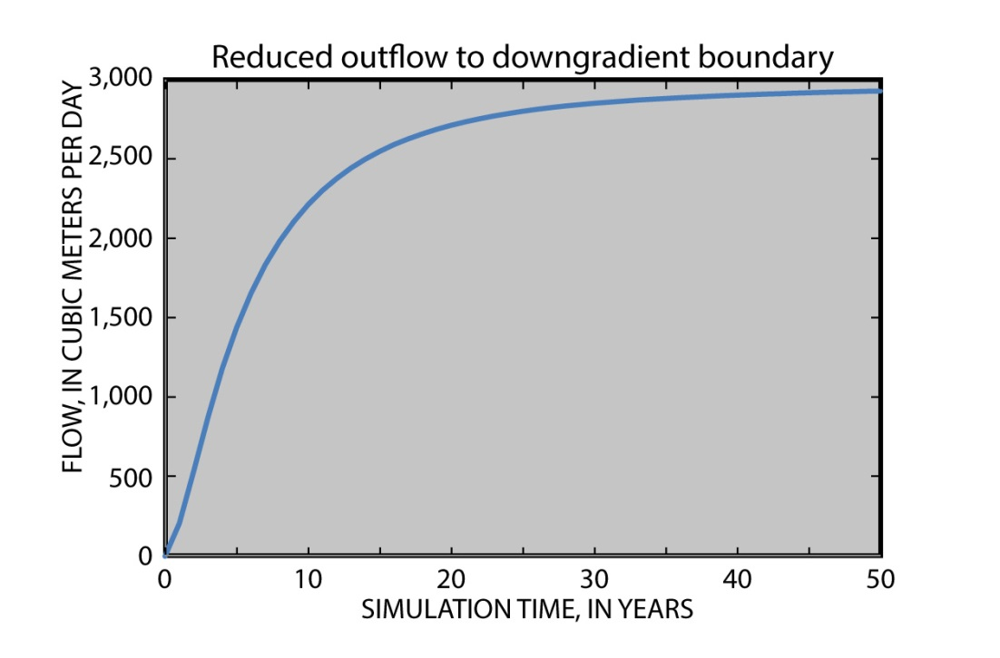 Reduced outflow to downgradient boundary
FLOW, IN CUBIC METERS PER DAY
3,000
2,500
2,000
1,500
1,000
500
0
0 10 20 30 40 50
SIMULATION TIME, IN YEARS